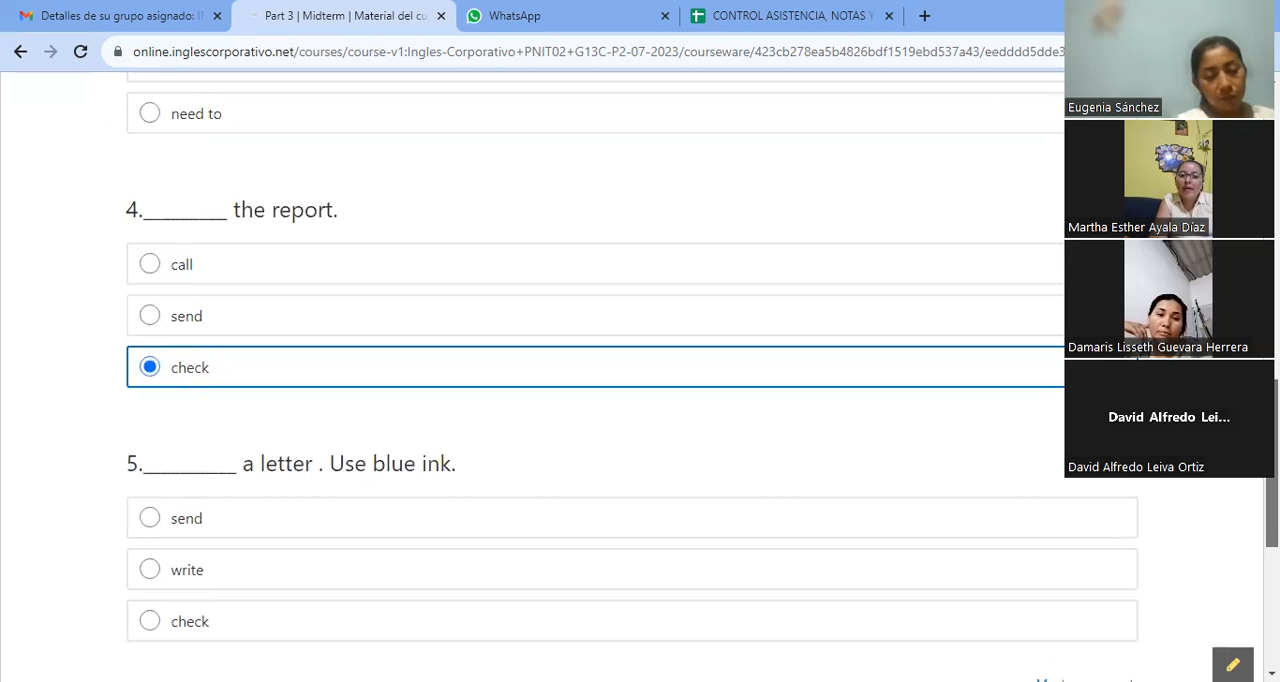 Detalles de su grupo asignado: I
Part 3 | Midterm | Material del cu
WhatsApp
CONTROL ASISTENCIA, NOTAS Y
online.inglescorporativo.net/courses/course-v1:Ingles-Corporativo+PNIT02+G13C-P2-07-2023/courseware/423cb278ea5b4826bdf1519ebd537a43/eedddd5dde3
need to
4.________ the report.
call
send
check
5._________ a letter . Use blue ink.
send
write
check
Eugenia Sánchez
Martha Esther Ayala Díaz
Damaris Lisseth Guevara Herrera
David Alfredo Lei...
David Alfredo Leiva Ortiz